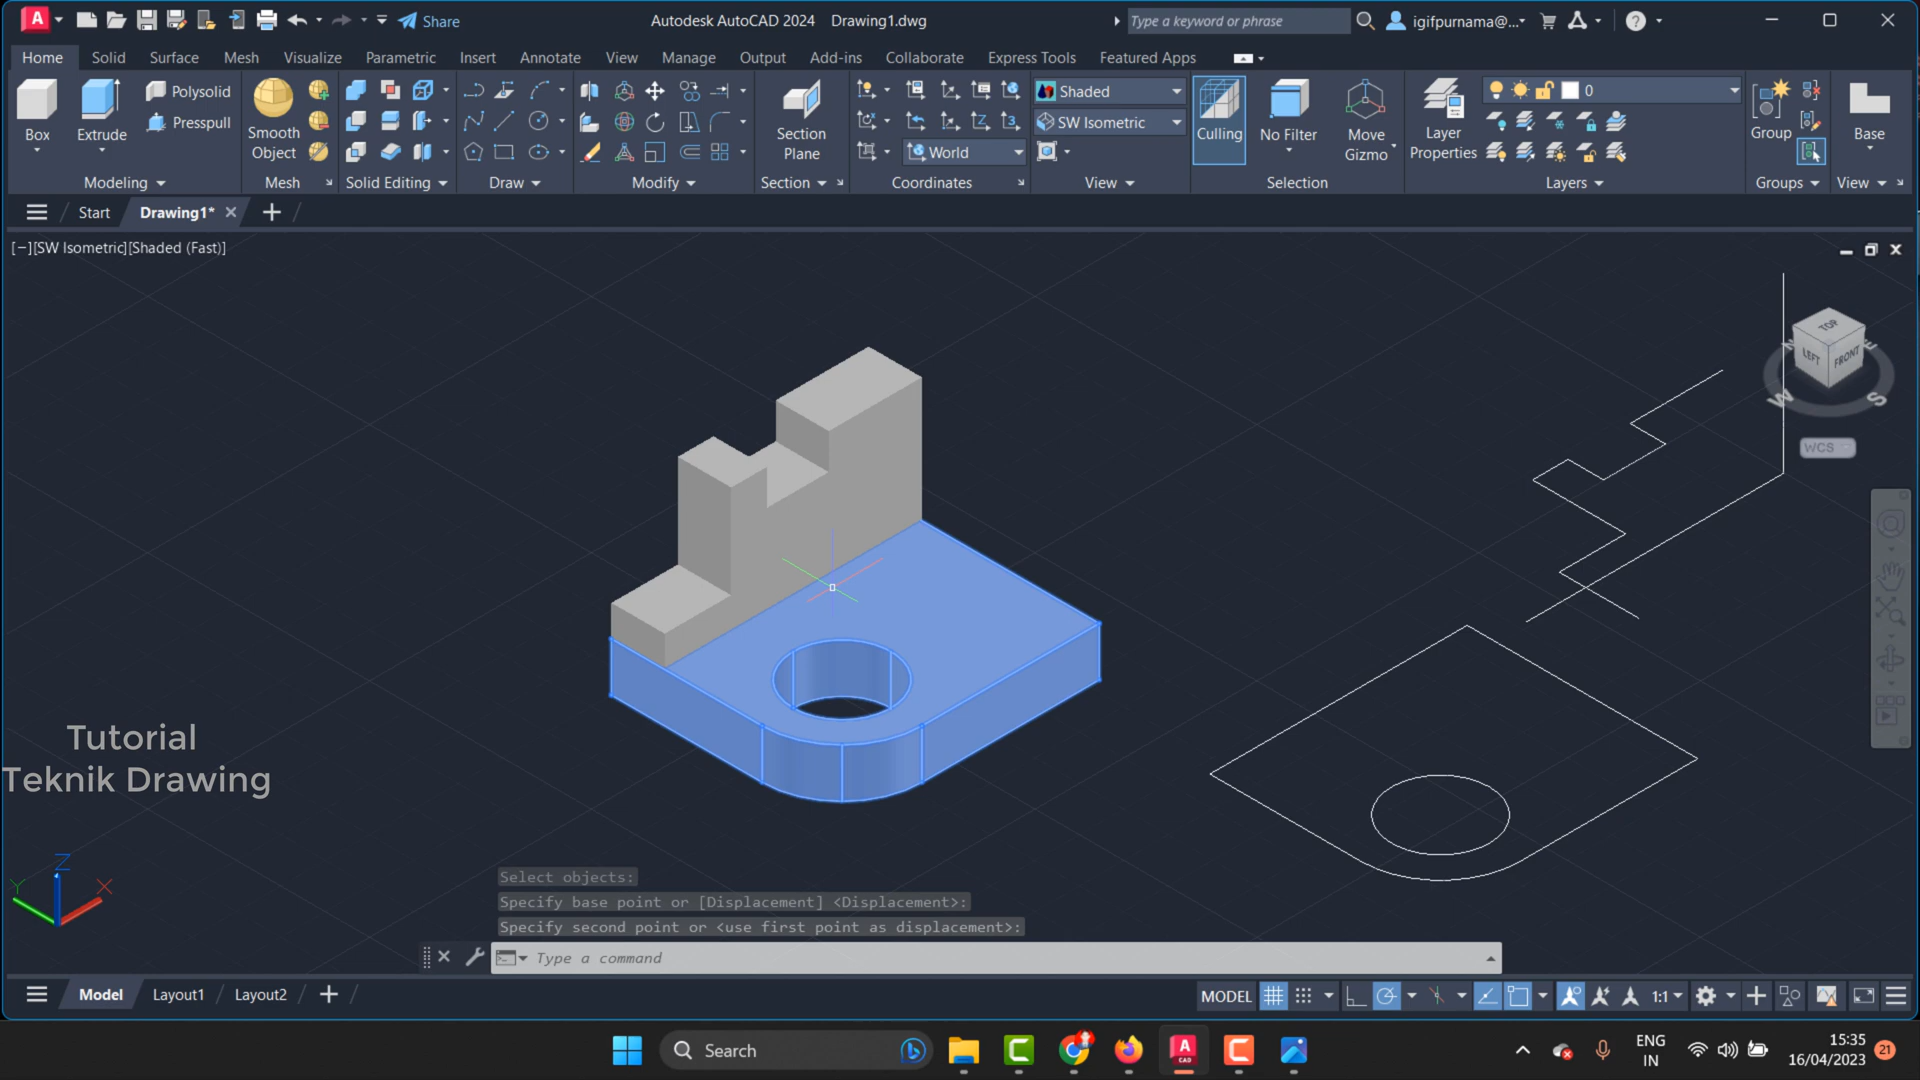 A
Share
Autodesk AutoCAD 2024 Drawing1.dwg
Type a keyword or phrase
igifpurnama@...
Home Solid Surface Mesh Visualize Parametric Insert Annotate View Manage Output Add-ins Collaborate Express Tools Featured Apps
Box
Extrude
Polysolid
Presspull
Modeling
Smooth
Object
Mesh
Solid Editing
Draw
Modify
Section
Plane
Section
World
Coordinates
Shaded
SW Isometric
View
Culling
No Filter
Move
Gizmo
Selection
Layer
Properties
0
Layers
Group
Groups
Base
View
Start Drawing1*
[−][SW Isometric][Shaded (Fast)]
TOP
LEFT FRONT
W S
WCS
Tutorial
Teknik Drawing
Z
Y X
Select objects:
Specify base point or [Displacement] <Displacement>:
Specify second point or <use first point as displacement>:
Type a command
Model Layout1 Layout2
MODEL
1:1
Search
ENG
IN
15:35
16/04/2023
21